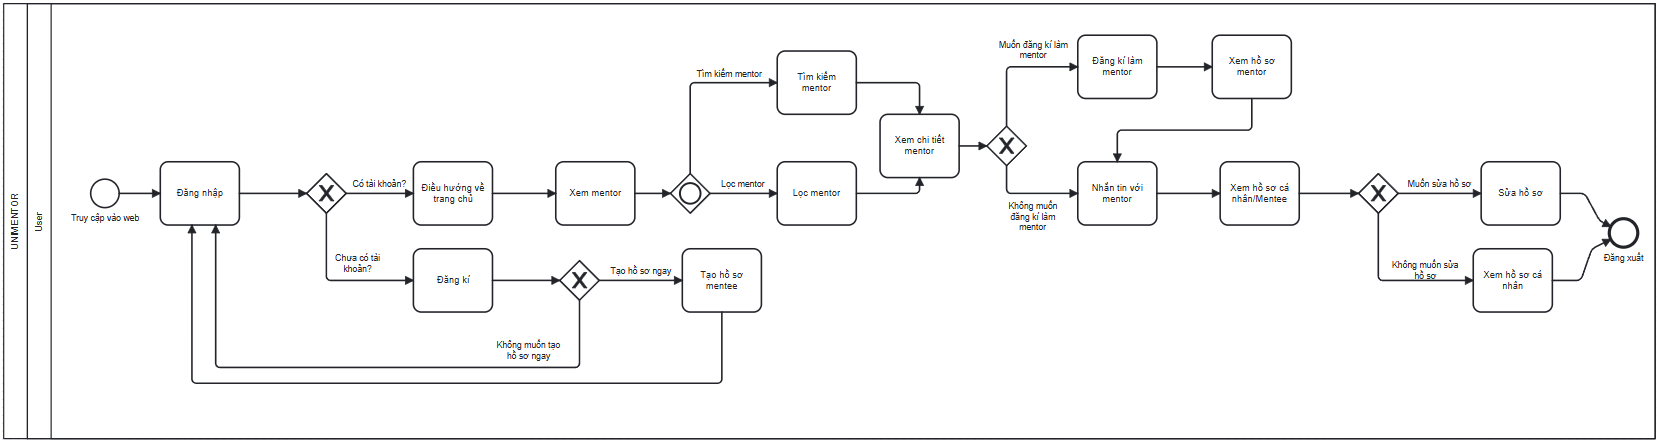 UNIMENTOR
User
Truy cập vào web
Đăng nhập
Có tài khoản?
Chưa có tài
khoản?
Điều hướng về
trang chủ
Xem mentor
Đăng kí
Tạo hồ sơ ngay
Không muốn tạo
hồ sơ ngay
Tạo hồ sơ
mentee
Tìm kiếm mentor
Lọc mentor
Tìm kiếm
mentor
Lọc mentor
Xem chi tiết
mentor
Muốn đăng kí làm
mentor
Không muốn
đăng kí làm
mentor
Đăng kí làm
mentor
Xem hồ sơ
mentor
Nhắn tin với
mentor
Xem hồ sơ cá
nhân/Mentee
Muốn sửa hồ sơ
Không muốn sửa
hồ sơ
Sửa hồ sơ
Xem hồ sơ cá
nhân
Đăng xuất